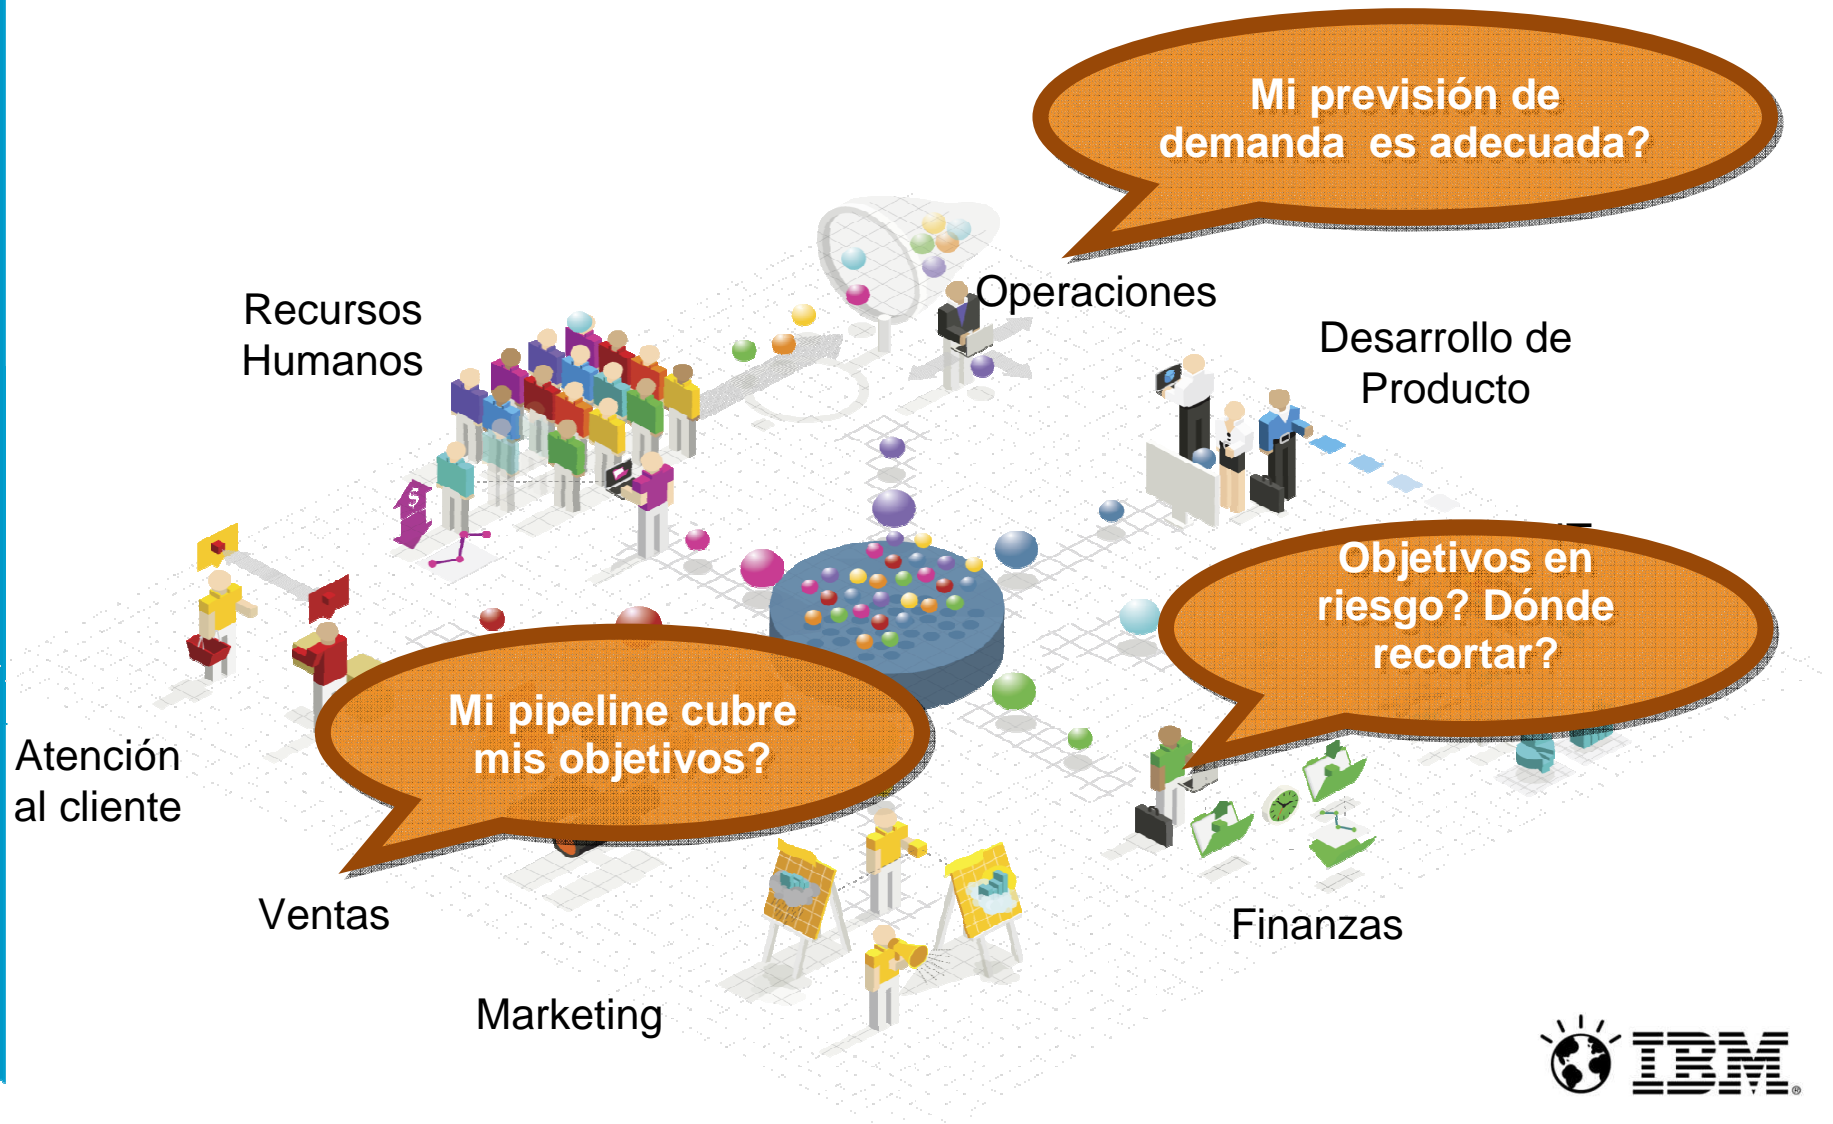 Mi previsión de
demanda es adecuada?
Operaciones
Recursos
Humanos
Desarrollo de
Producto
Objetivos en
riesgo? Dónde
recortar?
Mi pipeline cubre
mis objetivos?
Atención
al cliente
Ventas
Finanzas
Marketing
IBM
®